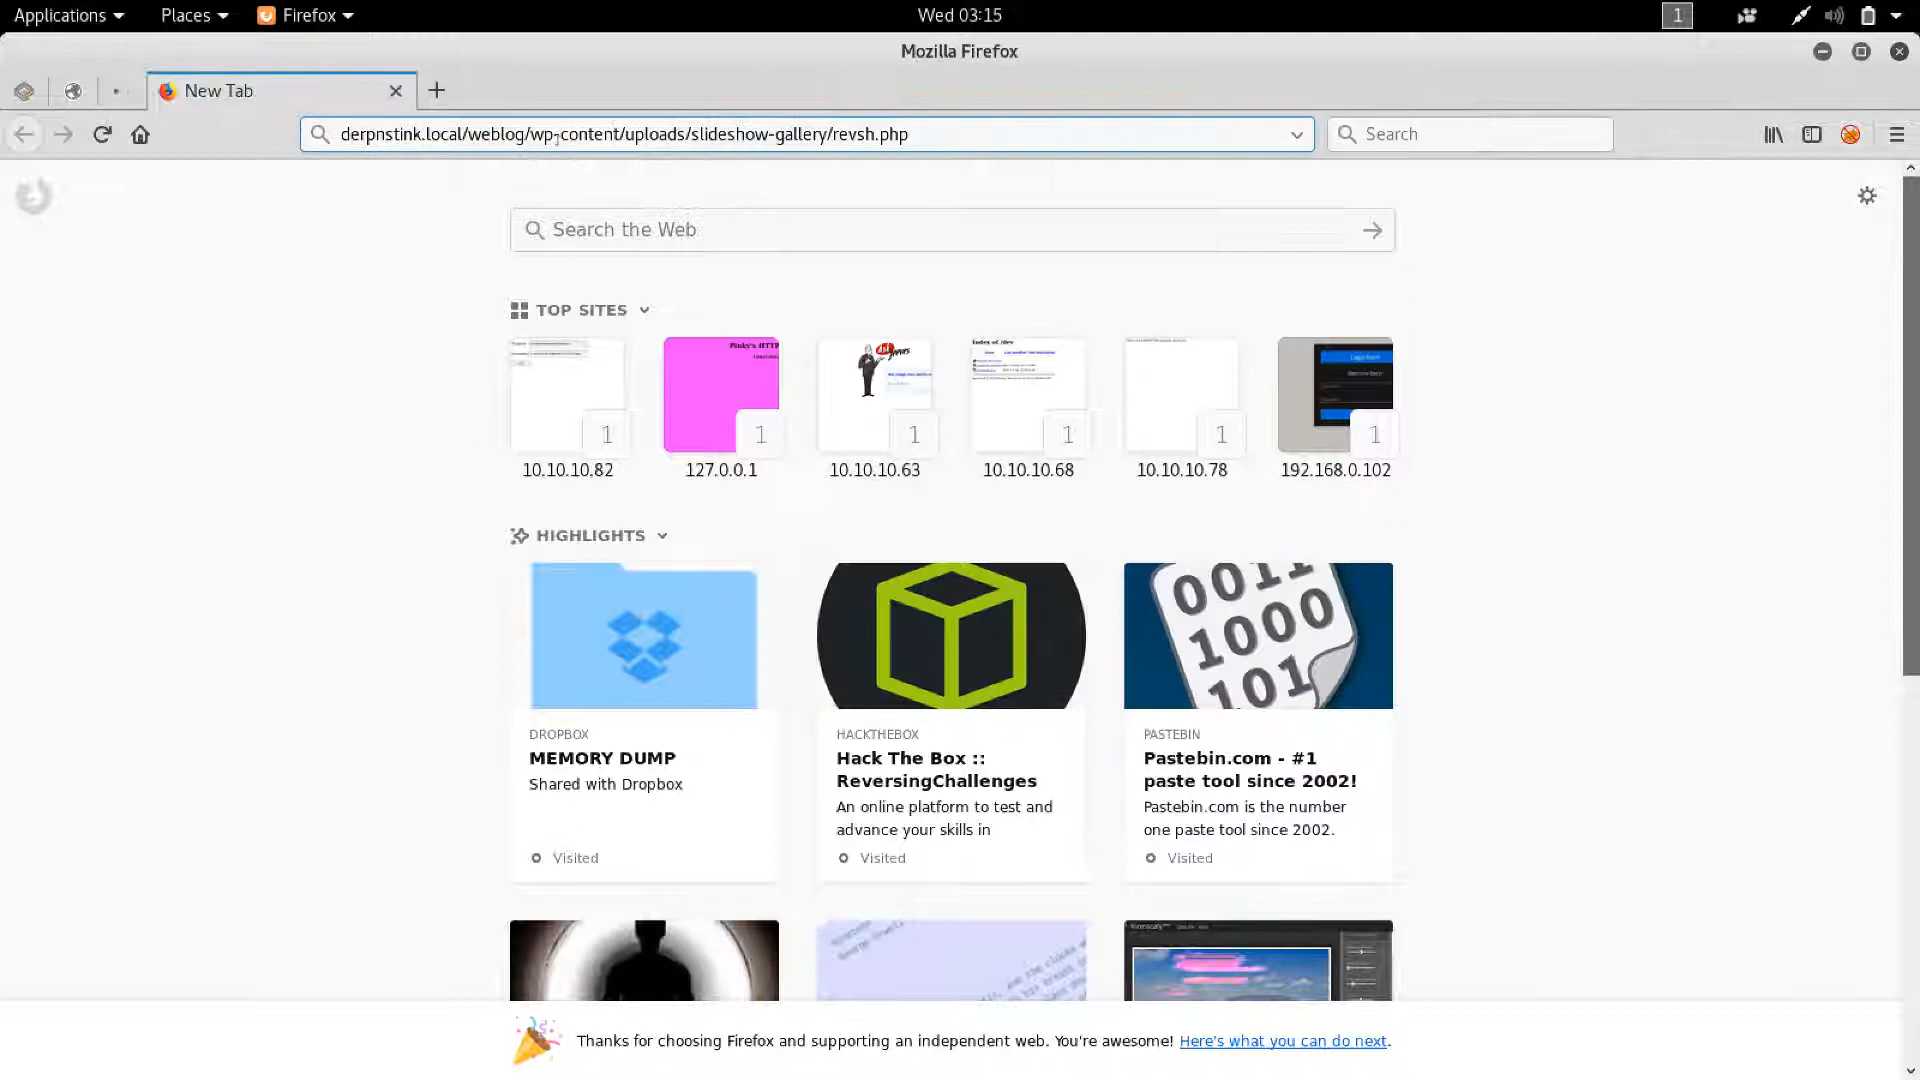 Applications
Places
Firefox
Wed 03:15
1
Mozilla Firefox
New Tab
derpnstink.local/weblog/wp-content/uploads/slideshow-gallery/revsh.php
Search
Search the Web
TOP SITES
1
1
1
1
1
1
10.10.10.82
127.0.0.1
10.10.10.63
10.10.10.68
10.10.10.78
192.168.0.102
HIGHLIGHTS
DROPBOX
MEMORY DUMP
Shared with Dropbox
Visited
HACKTHEBOX
Hack The Box ::
ReversingChallenges
An online platform to test and
advance your skills in
Visited
PASTEBIN
Pastebin.com - #1
paste tool since 2002!
Pastebin.com is the number
one paste tool since 2002.
Visited
Thanks for choosing Firefox and supporting an independent web. You're awesome! Here's what you can do next.